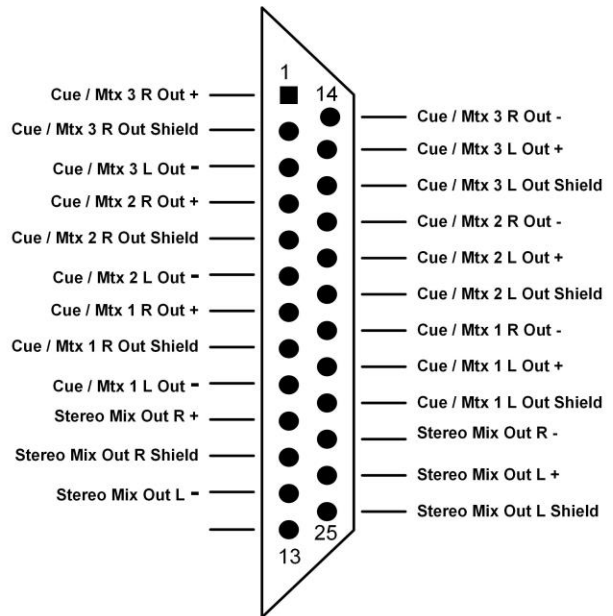 1
14
Cue / Mtx 3 R Out +
Cue / Mtx 3 R Out Shield
Cue / Mtx 3 L Out -
Cue / Mtx 2 R Out +
Cue / Mtx 2 R Out Shield
Cue / Mtx 2 L Out -
Cue / Mtx 1 R Out +
Cue / Mtx 1 R Out Shield
Cue / Mtx 1 L Out -
Stereo Mix Out R +
Stereo Mix Out R Shield
Stereo Mix Out L -
Cue / Mtx 3 R Out -
Cue / Mtx 3 L Out +
Cue / Mtx 3 L Out Shield
Cue / Mtx 2 R Out -
Cue / Mtx 2 L Out +
Cue / Mtx 2 L Out Shield
Cue / Mtx 1 R Out -
Cue / Mtx 1 L Out +
Cue / Mtx 1 L Out Shield
Stereo Mix Out R -
Stereo Mix Out L +
Stereo Mix Out L Shield
25
13